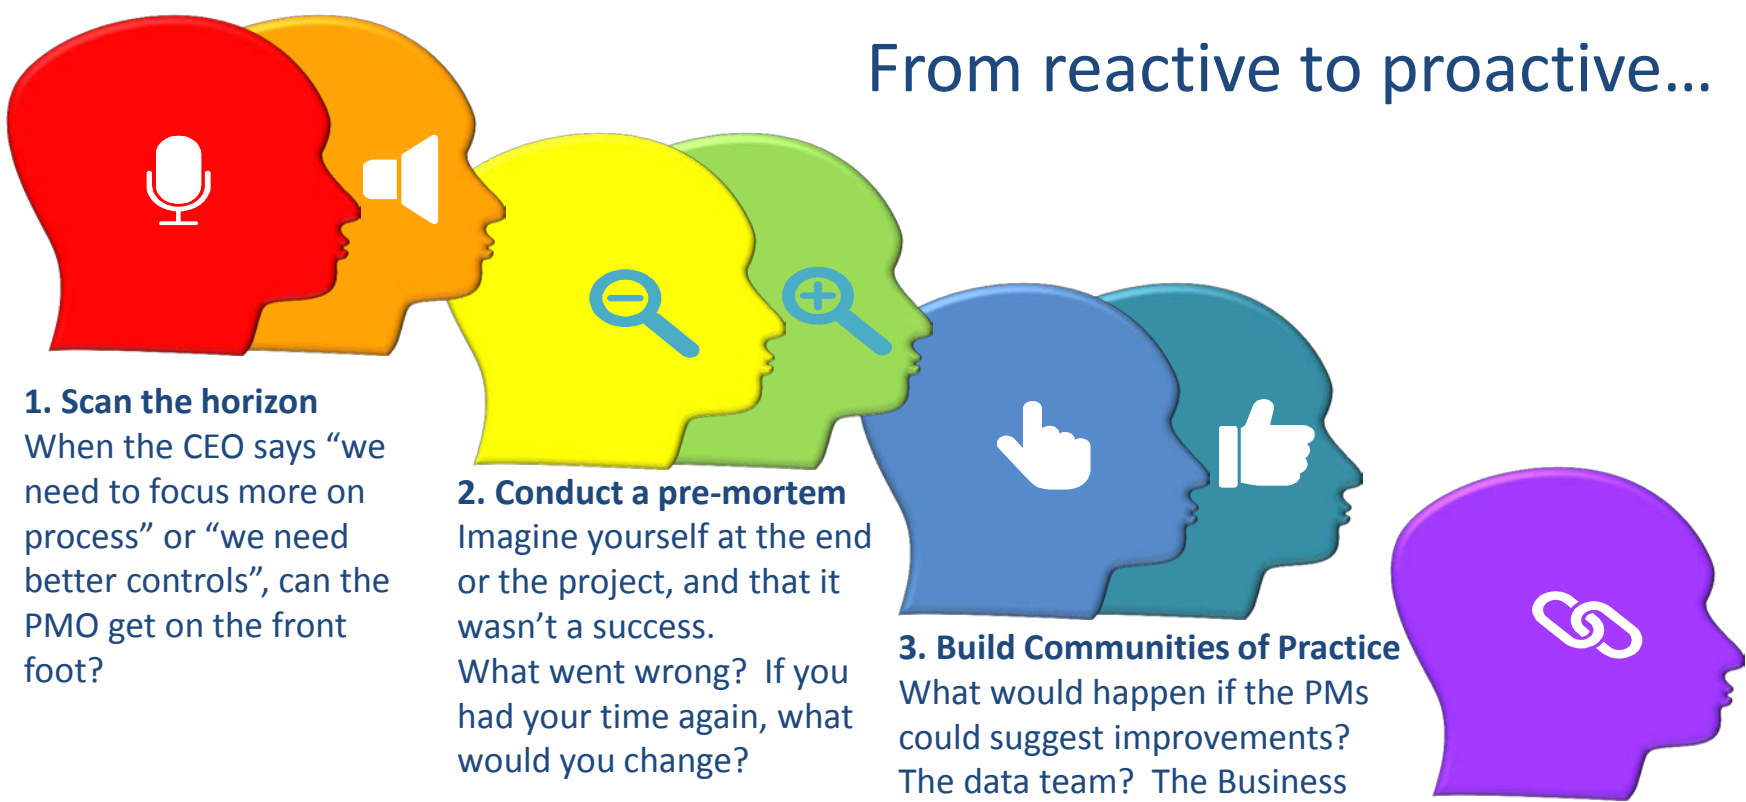 From reactive to proactive...
1. Scan the horizon
When the CEO says “we
need to focus more on
process” or “we need
better controls”, can the
PMO get on the front
foot?
2. Conduct a pre-mortem
Imagine yourself at the end
or the project, and that it
wasn’t a success.
What went wrong?  If you
had your time again, what
would you change?
3. Build Communities of Practice
What would happen if the PMs
could suggest improvements?
The data team?  The Business